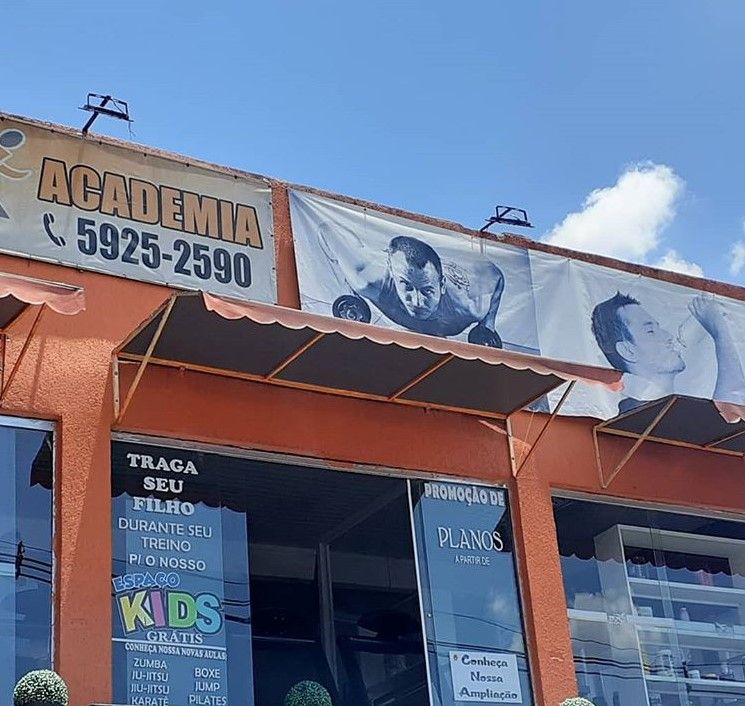 ACADEMIA
5925-2590
TRAGA
SEU
FILHO
DURANTE SEU
TREINO
P/ O NOSSO
ESPAÇO
KIDS
GRÁTIS
CONHEÇA NOSSA NOVAS AULAS
ZUMBA
JIU-JITSU
JIU-JITSU
KARATÊ
BOXE
JUMP
PILATES
PROMOÇÃO DE
PLANOS
A PARTIR DE
Conheça
Nossa
Ampliação